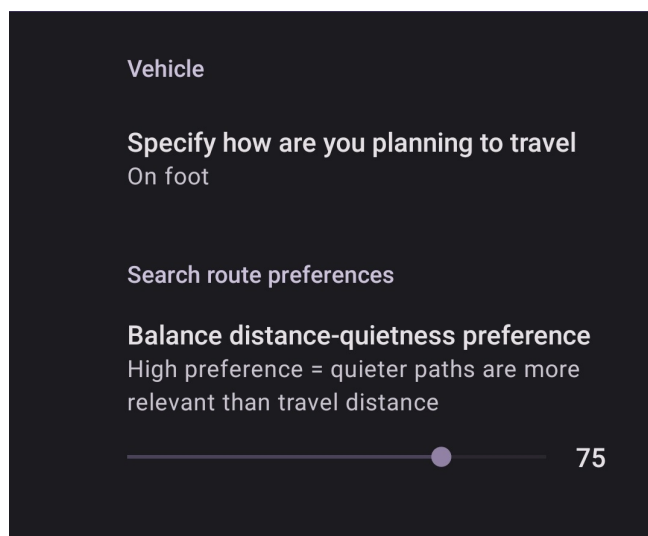 Vehicle
Specify how are you planning to travel
On foot
Search route preferences
Balance distance-quietness preference
High preference = quieter paths are more
relevant than travel distance
75